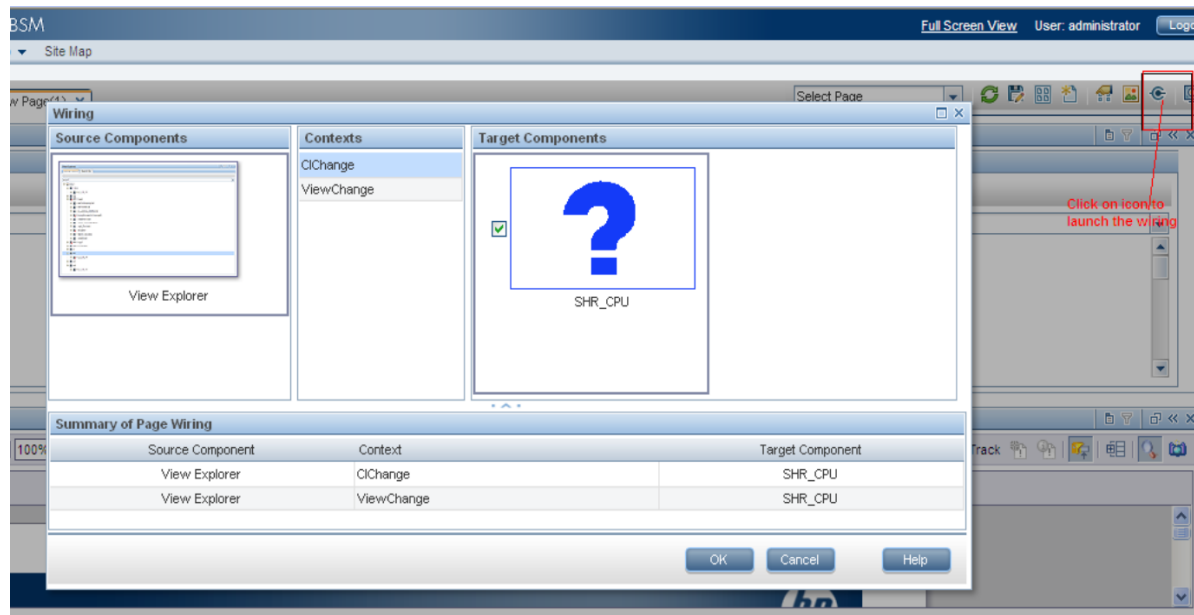 BSM
Full Screen View User: administrator
Site Map
Select Page
Wiring
Source Components Contexts Target Components
CIChange
ViewChange
View Explorer
SHR_CPU
Click on icon to
launch the wiring
Summary of Page Wiring
100%
Source Component Context Target Component
View Explorer CIChange SHR_CPU
View Explorer ViewChange SHR_CPU
OK Cancel Help
hp